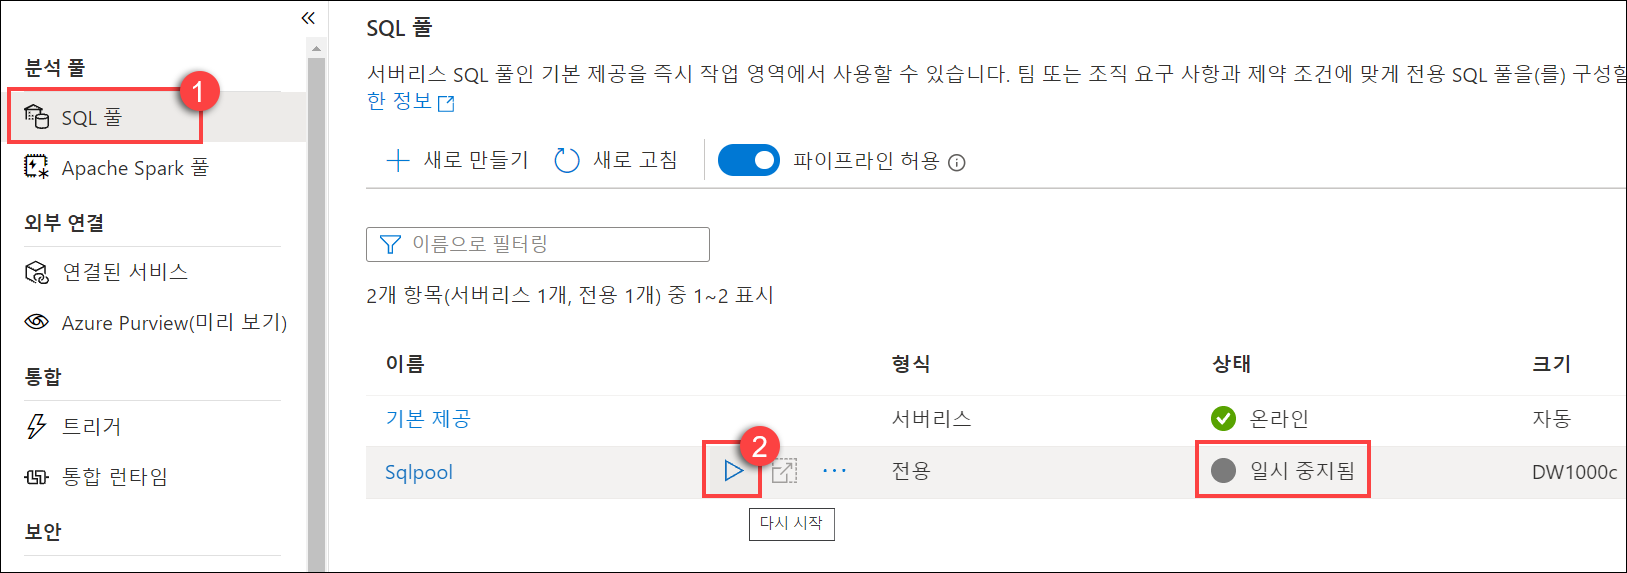 «
분석 풀
1
SQL 풀
Apache Spark 풀
외부 연결
연결된 서비스
Azure Purview(미리 보기)
통합
트리거
통합 런타임
보안
SQL 풀
서버리스 SQL 풀인 기본 제공을 즉시 작업 영역에서 사용할 수 있습니다. 팀 또는 조직 요구 사항과 제약 조건에 맞게 전용 SQL 풀을(를) 구성할
한 정보
새로 만들기 새로 고침 파이프라인 허용
이름으로 필터링
2개 항목(서버리스 1개, 전용 1개) 중 1~2 표시
이름 형식 상태 크기
기본 제공 서버리스 온라인 자동
2
Sqlpool ... 전용 일시 중지됨 DW1000c
다시 시작